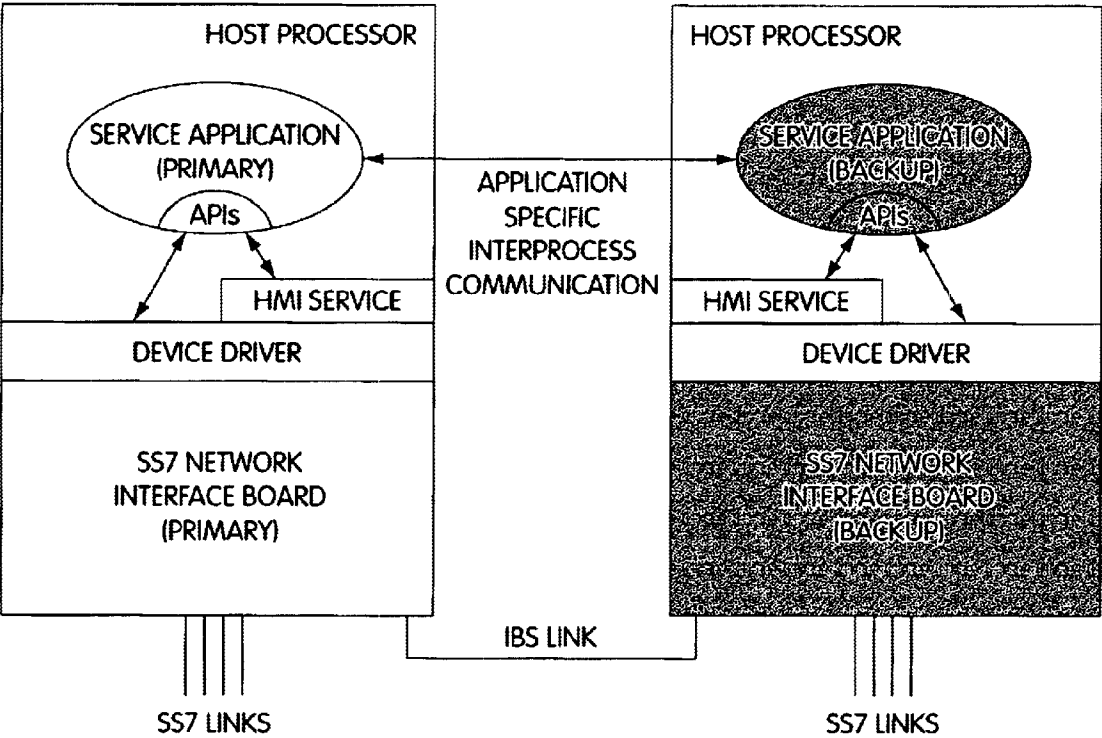 HOST PROCESSOR
SERVICE APPLICATION
(PRIMARY)
APIs
HMI SERVICE
DEVICE DRIVER
SS7 NETWORK
INTERFACE BOARD
(PRIMARY)
SS7 LINKS
APPLICATION
SPECIFIC
INTERPROCESS
COMMUNICATION
IBS LINK
HOST PROCESSOR
SERVICE APPLICATION
(BACKUP)
APIs
HMI SERVICE
DEVICE DRIVER
SS7 NETWORK
INTERFACE BOARD
(BACKUP)
SS7 LINKS